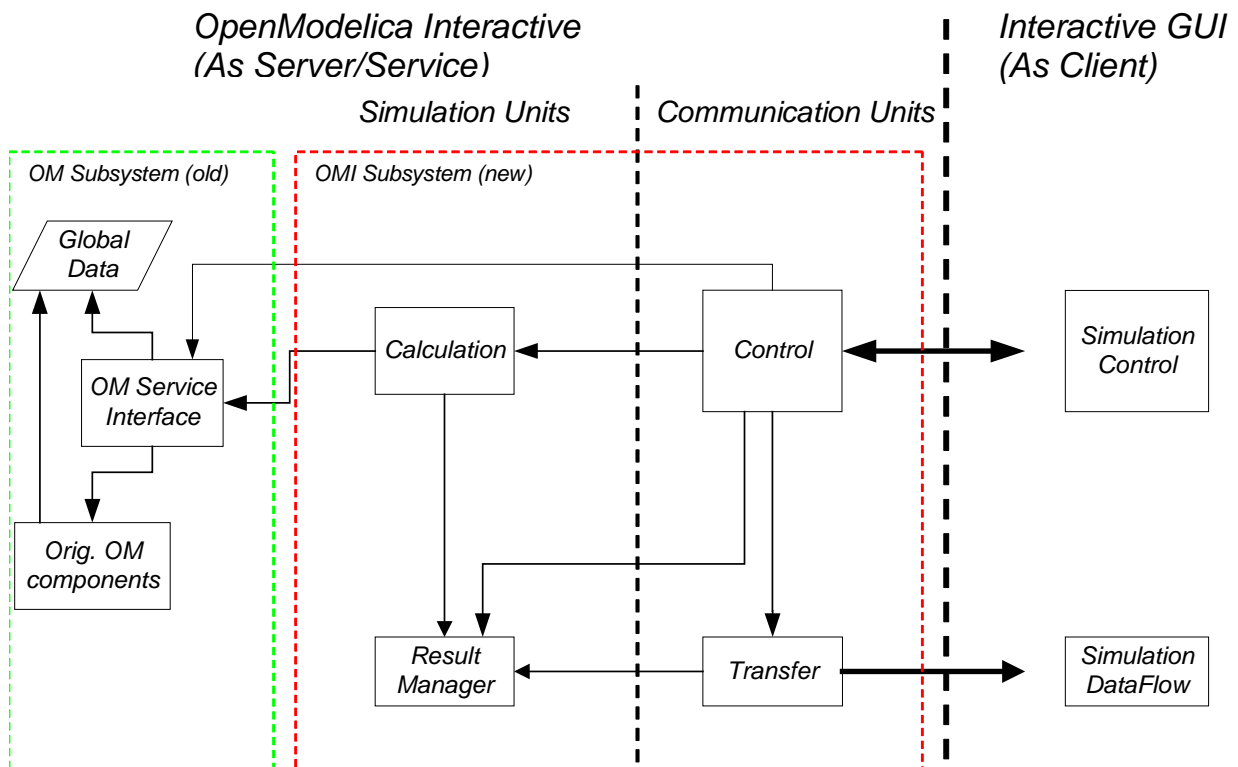 OpenModelica Interactive
(As Server/Service)
Interactive GUI
(As Client)
Simulation Units
Communication Units
OM Subsystem (old)
OMI Subsystem (new)
Global
Data
Calculation
Control
Simulation
Control
OM Service
Interface
Orig. OM
components
Result
Manager
Transfer
Simulation
DataFlow